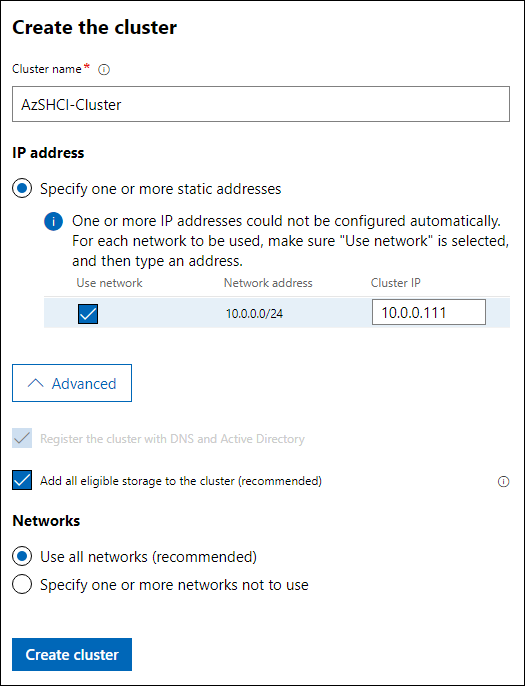 Create the cluster
Cluster name*
AzSHCI-Cluster
IP address
Specify one or more static addresses
One or more IP addresses could not be configured automatically.
For each network to be used, make sure "Use network" is selected,
and then type an address.
Use network Network address Cluster IP
10.0.0.0/24 10.0.0.111
Advanced
Register the cluster with DNS and Active Directory
Add all eligible storage to the cluster (recommended)
Networks
Use all networks (recommended)
Specify one or more networks not to use
Create cluster